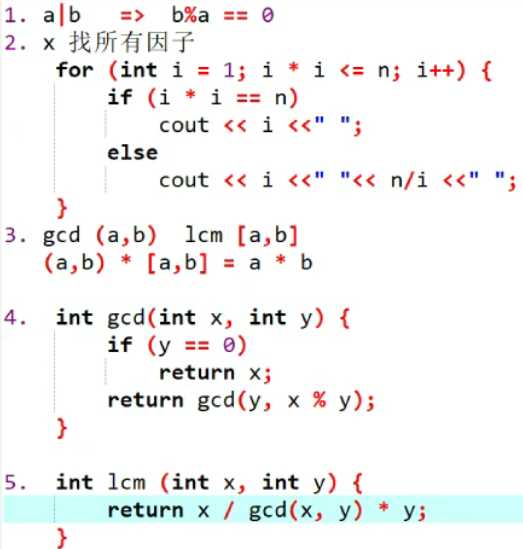 1. a|b   =>  b%a == 0
2. x 找所有因子
   for (int i = 1; i * i <= n; i++) {
      if (i * i == n)
         cout << i <<" ";
      else
         cout << i <<" "<< n/i <<" ";
   }
3. gcd (a,b)  lcm [a,b]
   (a,b) * [a,b] = a * b
4. int gcd(int x, int y) {
      if (y == 0)
         return x;
      return gcd(y, x % y);
   }
5. int lcm (int x, int y) {
      return x / gcd(x, y) * y;
   }